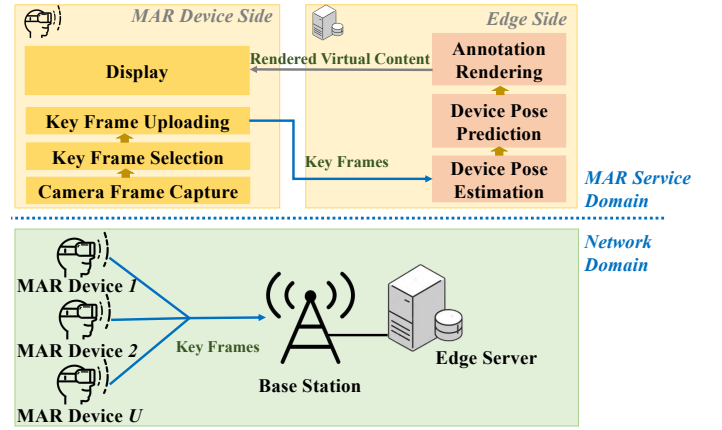 MAR Device Side
Edge Side
Display
Rendered Virtual Content
Annotation
Rendering
Key Frame Uploading
Key Frame Selection
Camera Frame Capture
Key Frames
Device Pose
Prediction
Device Pose
Estimation
MAR Service
Domain
Network
Domain
MAR Device 1
MAR Device 2
MAR Device U
Key Frames
Base Station
Edge Server